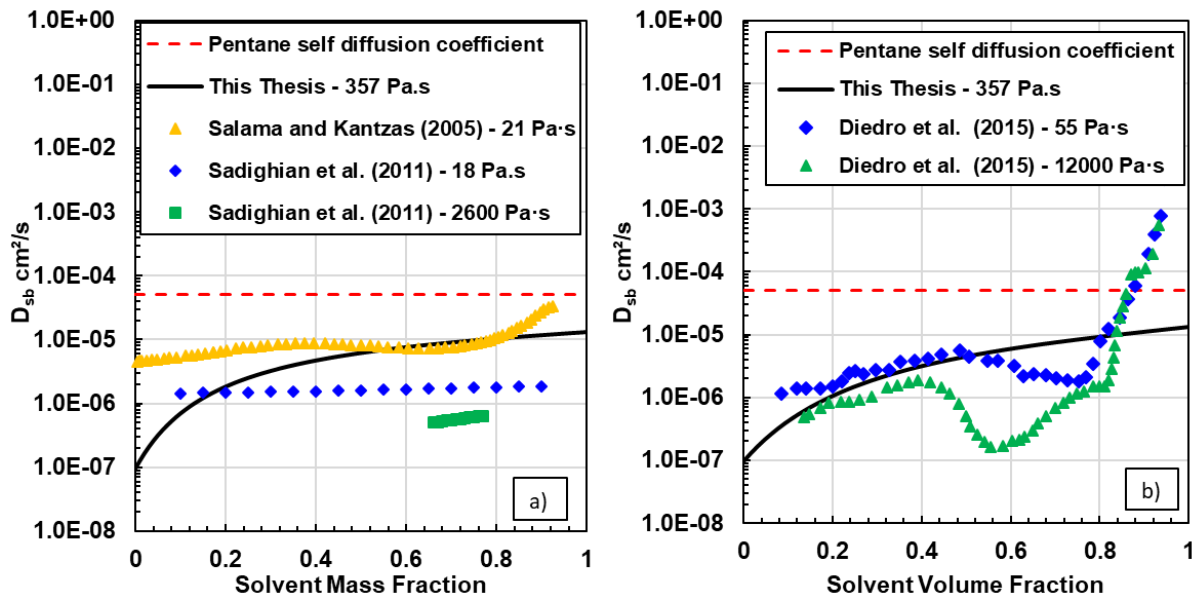 1.0E+00
1.0E-01
1.0E-02
1.0E-03
1.0E-04
1.0E-05
1.0E-06
1.0E-07
1.0E-08
D_sb cm²/s
Pentane self diffusion coefficient
This Thesis - 357 Pa.s
Salama and Kantzas (2005) - 21 Pa·s
Sadighian et al. (2011) - 18 Pa.s
Sadighian et al. (2011) - 2600 Pa·s
a)
0 0.2 0.4 0.6 0.8 1
Solvent Mass Fraction
1.0E+00
1.0E-01
1.0E-02
1.0E-03
1.0E-04
1.0E-05
1.0E-06
1.0E-07
1.0E-08
D_sb cm²/s
Pentane self diffusion coefficient
This Thesis - 357 Pa.s
Diedro et al. (2015) - 55 Pa·s
Diedro et al. (2015) - 12000 Pa·s
b)
0 0.2 0.4 0.6 0.8 1
Solvent Volume Fraction